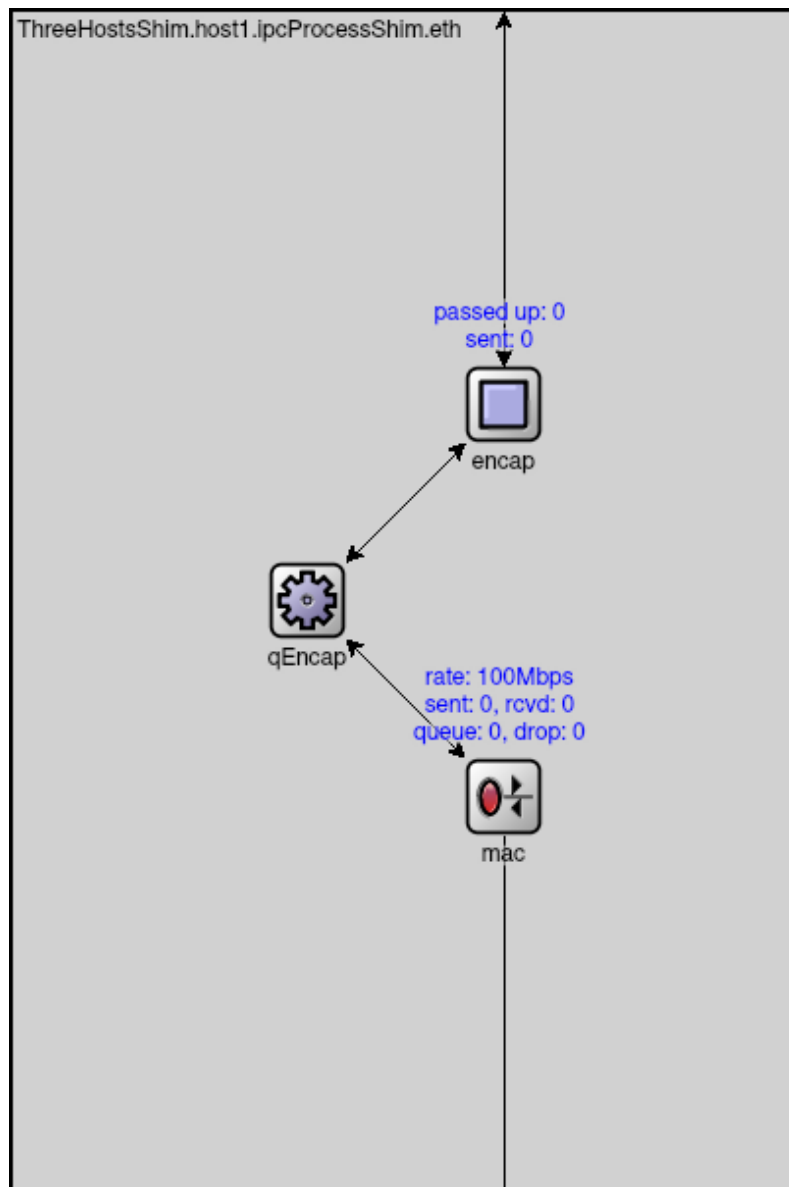 ThreeHostsShim.host1.ipcProcessShim.eth
passed up: 0
sent: 0
encap
qEncap
rate: 100Mbps
sent: 0, rcvd: 0
queue: 0, drop: 0
mac